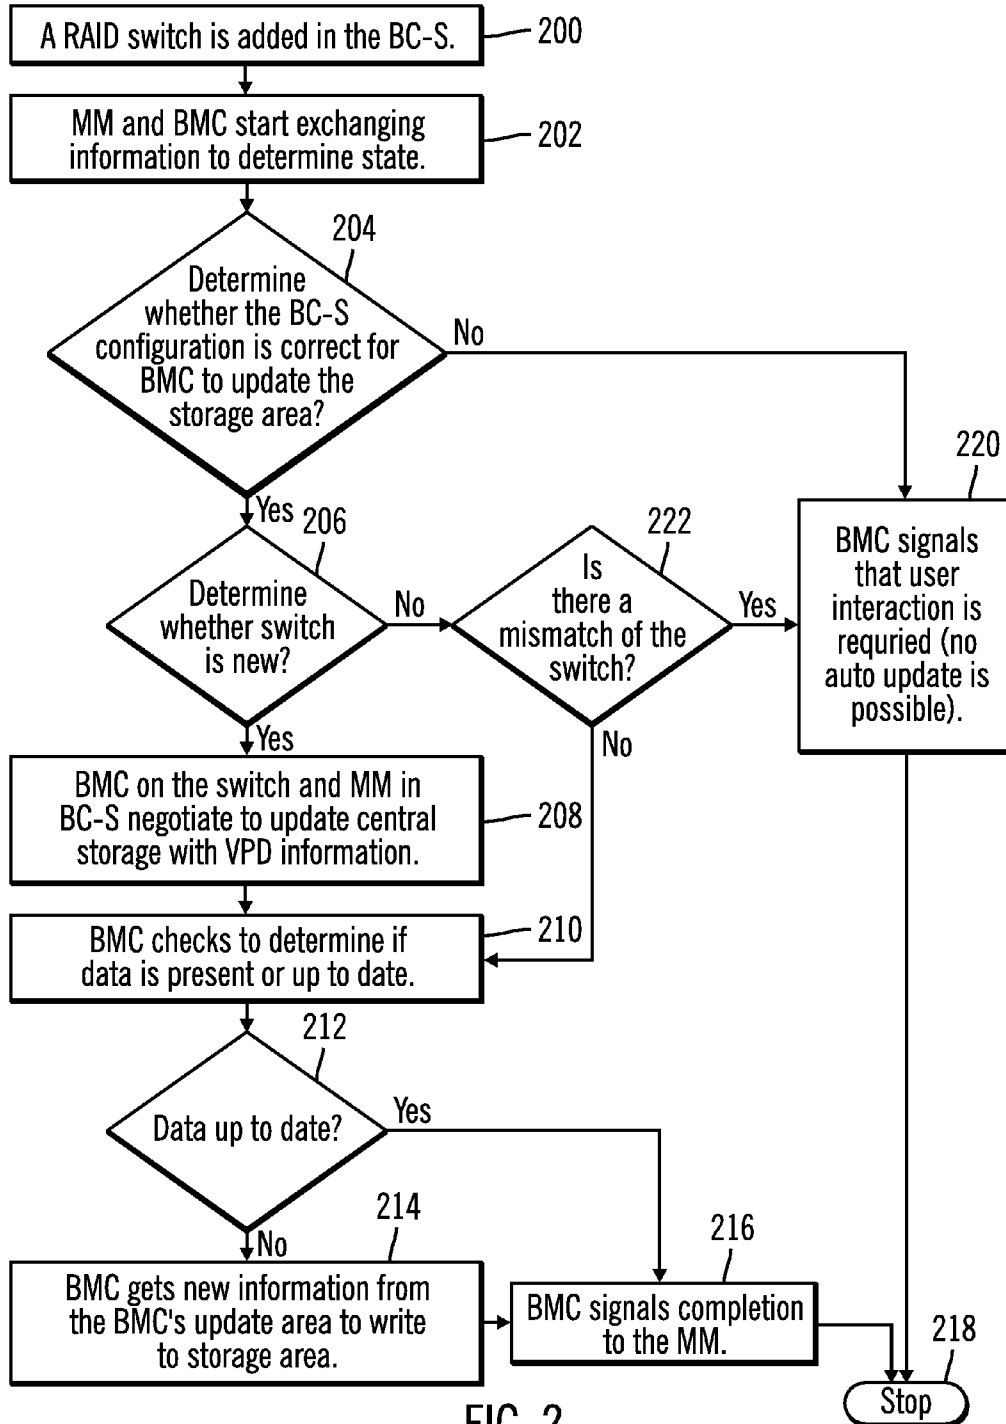 A RAID switch is added in the BC-S.
200
MM and BMC start exchanging
information to determine state.
202
204
Determine
whether the BC-S
configuration is correct for
BMC to update the
storage area?
No
Yes
206
Determine
whether switch
is new?
No
222
Is
there a
mismatch of the
switch?
Yes
No
220
BMC signals
that user
interaction is
requried (no
auto update is
possible).
Yes
BMC on the switch and MM in
BC-S negotiate to update central
storage with VPD information.
208
BMC checks to determine if
data is present or up to date.
210
212
Data up to date?
Yes
No
214
BMC gets new information from
the BMC's update area to write
to storage area.
216
BMC signals completion
to the MM.
218
Stop
FIG. 2